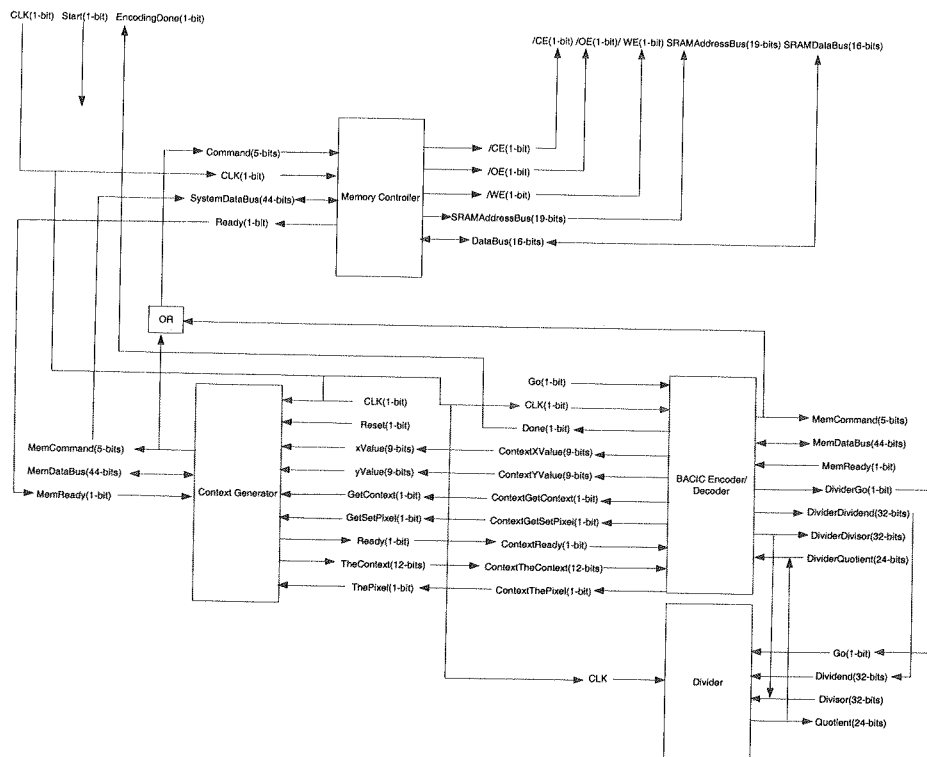 CLK(1-bit) Start(1-bit) EncodingDone(1-bit)
/CE(1-bit) /OE(1-bit)/ WE(1-bit) SRAMAddressBus(19-bits) SRAMDataBus(16-bits)
Command(5-bits)
CLK(1-bit)
SystemDataBus(44-bits)
Ready(1-bit)
Memory Controller
/CE(1-bit)
/OE(1-bit)
/WE(1-bit)
SRAMAddressBus(19-bits)
DataBus(16-bits)
OR
MemCommand(5-bits)
MemDataBus(44-bits)
MemReady(1-bit)
Context Generator
CLK(1-bit)
Reset(1-bit)
xValue(9-bits)
yValue(9-bits)
GetContext(1-bit)
GetSetPixel(1-bit)
Ready(1-bit)
TheContext(12-bits)
ThePixel(1-bit)
Go(1-bit)
CLK(1-bit)
Done(1-bit)
ContextXValue(9-bits)
ContextYValue(9-bits)
ContextGetContext(1-bit)
ContextGetSetPixel(1-bit)
ContextReady(1-bit)
ContextTheContext(12-bits)
ContextThePixel(1-bit)
BACIC Encoder/
Decoder
MemCommand(5-bits)
MemDataBus(44-bits)
MemReady(1-bit)
DividerGo(1-bit)
DividerDividend(32-bits)
DividerDivisor(32-bits)
DividerQuotient(24-bits)
CLK
Divider
Go(1-bit)
Dividend(32-bits)
Divisor(32-bits)
Quotient(24-bits)